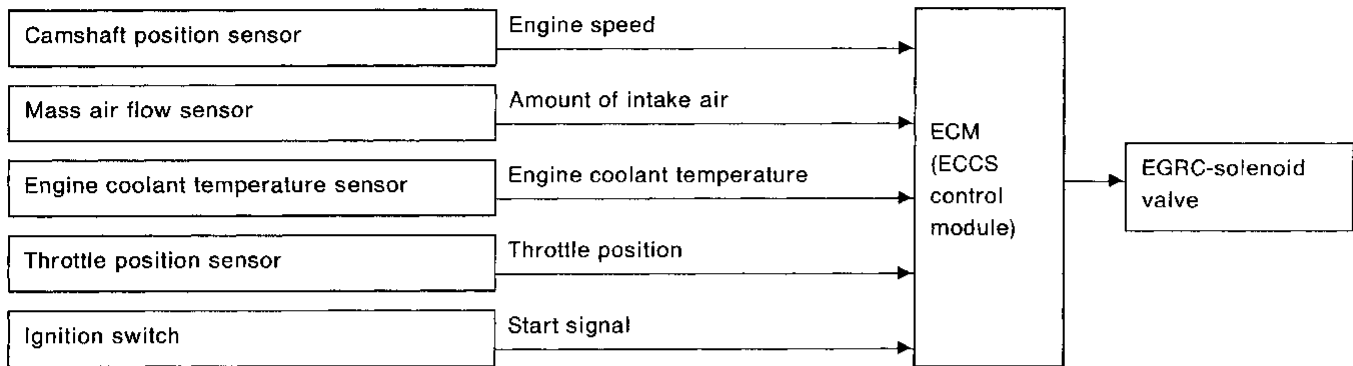 Camshaft position sensor
Engine speed
Mass air flow sensor
Amount of intake air
Engine coolant temperature sensor
Engine coolant temperature
Throttle position sensor
Throttle position
Ignition switch
Start signal
ECM
(ECCS
control
module)
EGRC-solenoid
valve